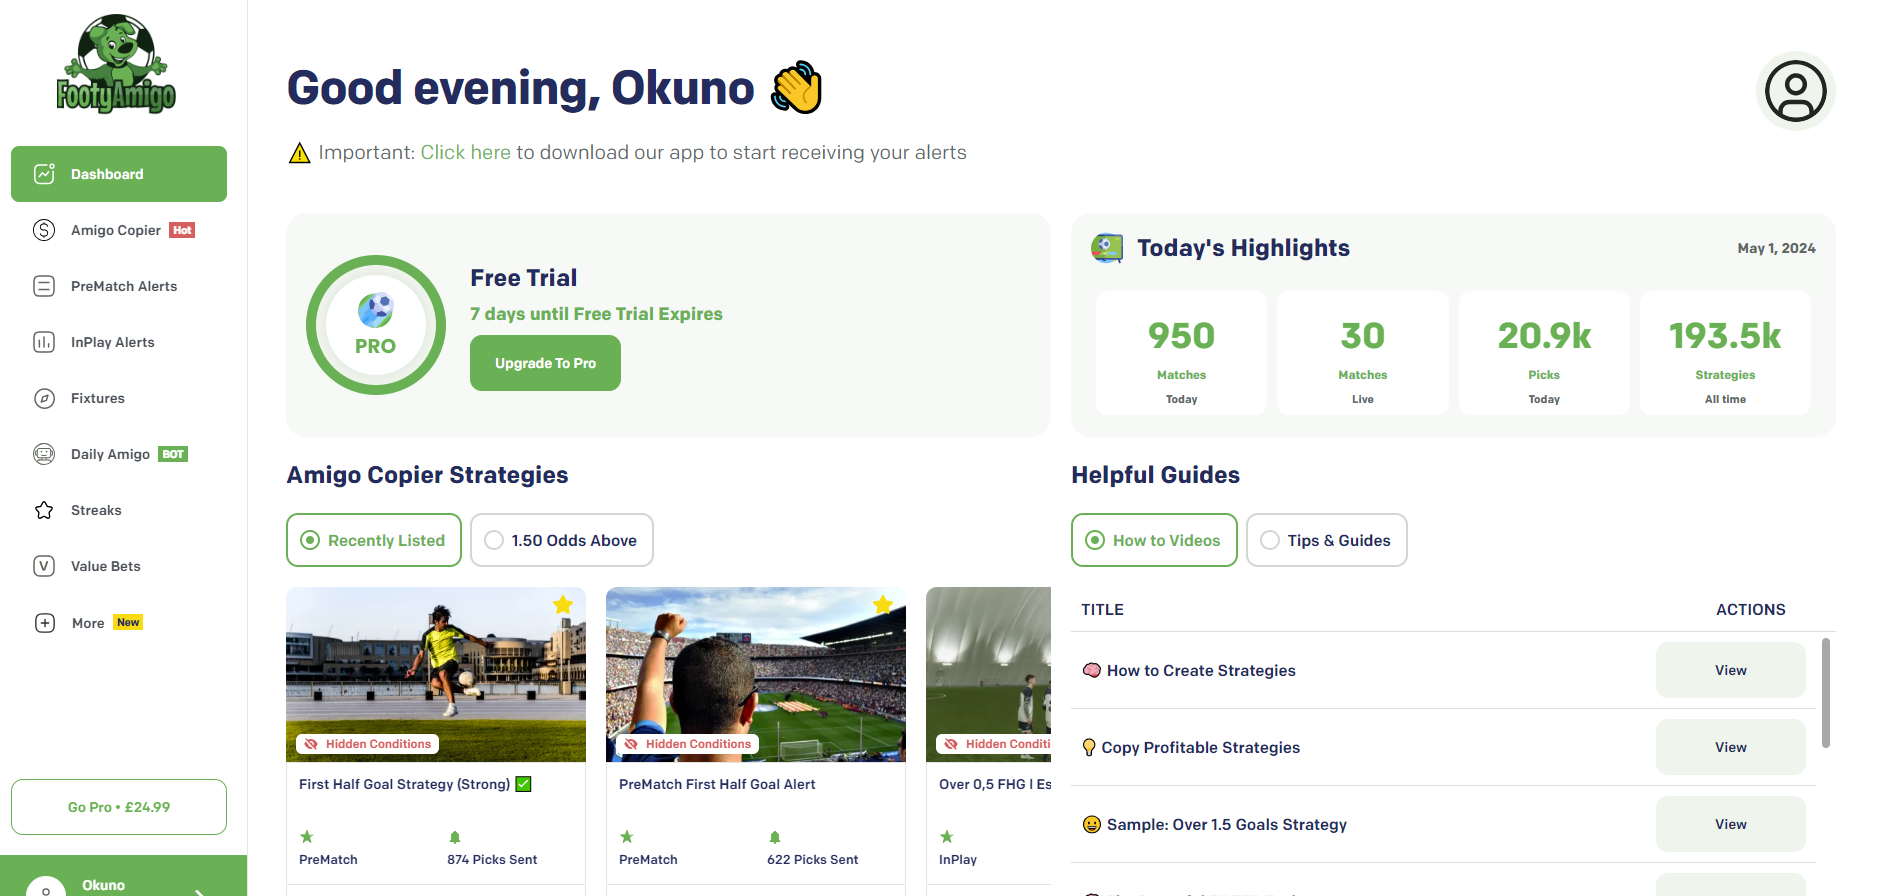 FootyAmigo
Dashboard
Amigo Copier Hot
PreMatch Alerts
InPlay Alerts
Fixtures
Daily Amigo BOT
Streaks
Value Bets
More New
Go Pro • £24.99
Okuno
Good evening, Okuno 👋
⚠️ Important: Click here to download our app to start receiving your alerts
PRO
Free Trial
7 days until Free Trial Expires
Upgrade To Pro
Today's Highlights
May 1, 2024
950
Matches
Today
30
Matches
Live
20.9k
Picks
Today
193.5k
Strategies
All time
Amigo Copier Strategies
Recently Listed
1.50 Odds Above
Hidden Conditions
First Half Goal Strategy (Strong) ✅
PreMatch
874 Picks Sent
Hidden Conditions
PreMatch First Half Goal Alert
PreMatch
622 Picks Sent
Hidden Conditi
Over 0,5 FHG I Es
InPlay
Helpful Guides
How to Videos
Tips & Guides
TITLE
ACTIONS
🧠 How to Create Strategies
View
💡 Copy Profitable Strategies
View
😀 Sample: Over 1.5 Goals Strategy
View